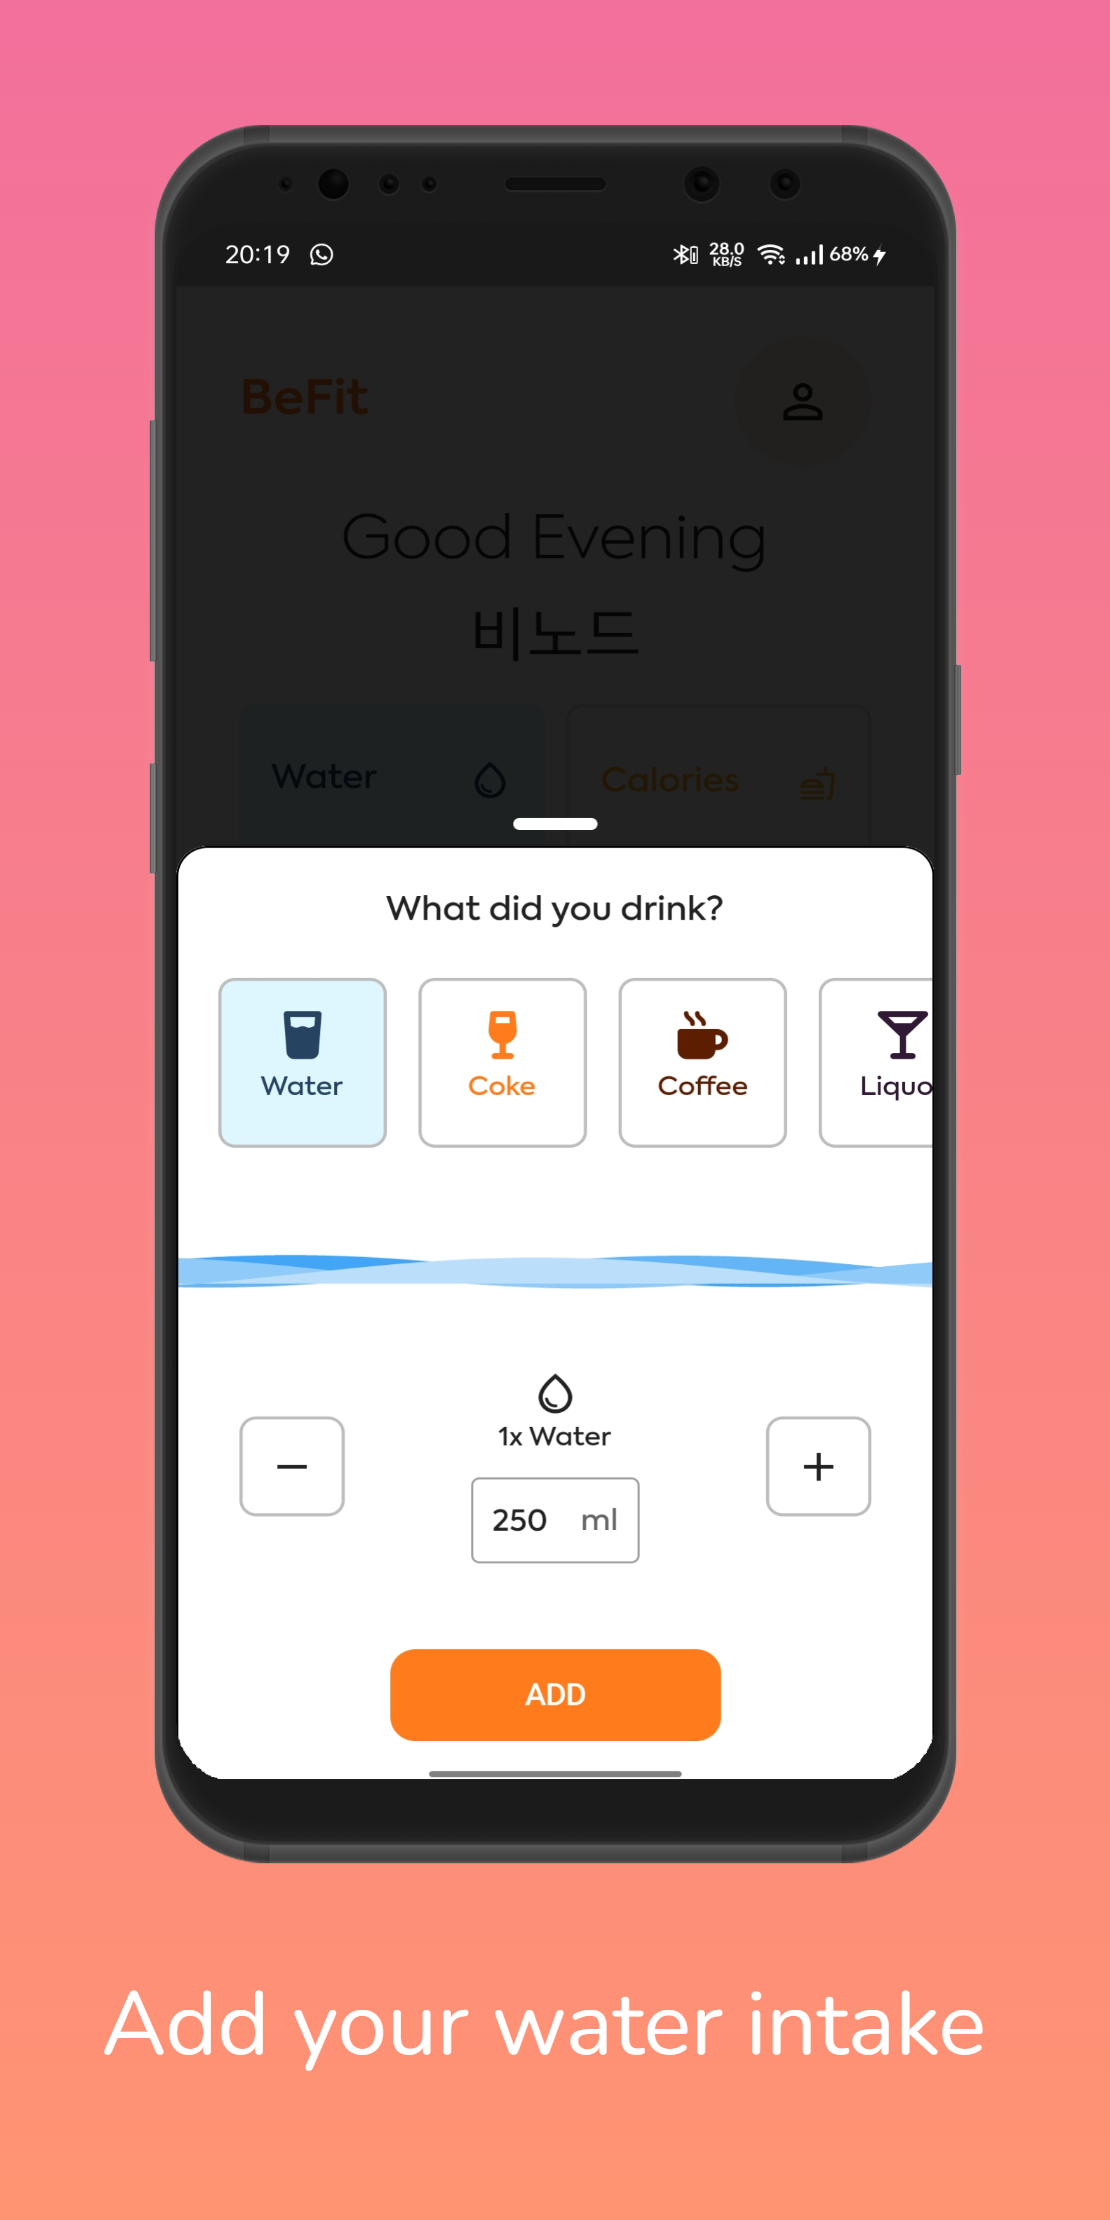 20:19 28.0 KB/S 68%
BeFit
Good Evening
비노드
Water Calories
What did you drink?
Water Coke Coffee Liquo
1x Water
250 ml
ADD
Add your water intake